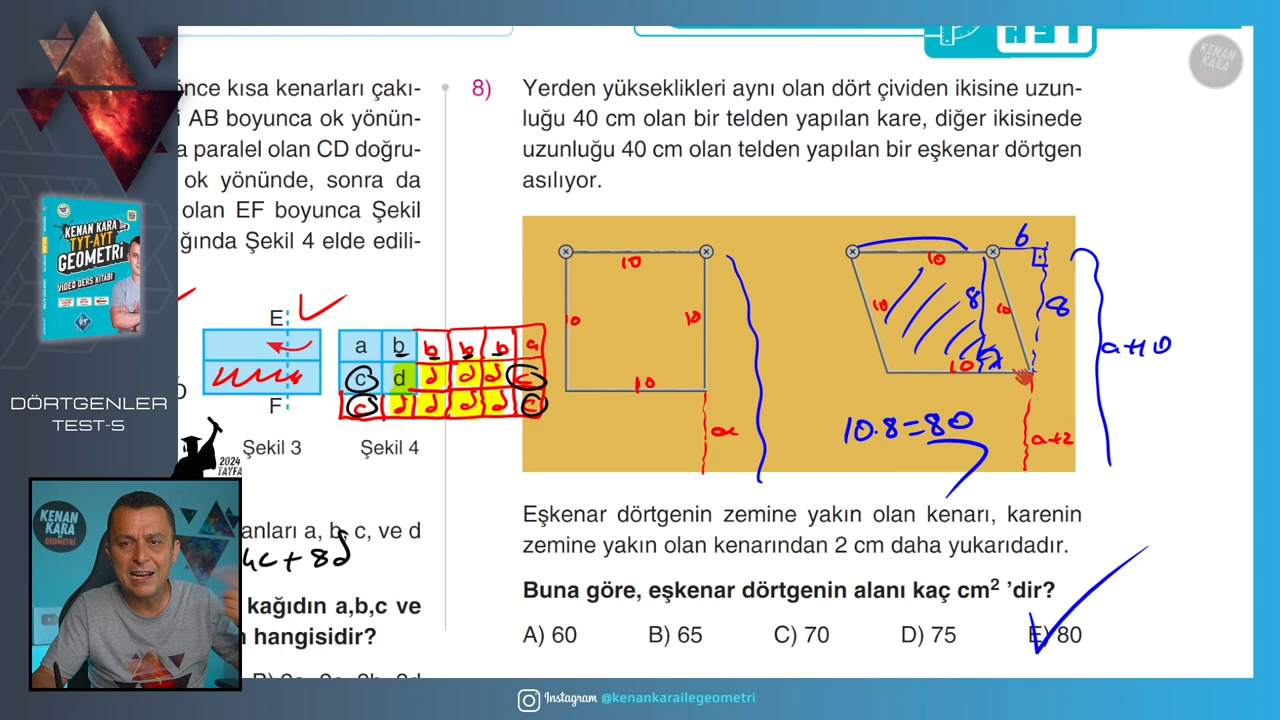 KENAN KARA
TYT-AYT
GEOMETRİ
VİDEO DERS KİTABI
DÖRTGENLER
TEST-5
2024
TAYFA
KENAN
KARA
KENAN
KARA
GEOMETRİ
önce kısa kenarları çakı-
i AB boyunca ok yönün-
a paralel olan CD doğru-
ok yönünde, sonra da
olan EF boyunca Şekil
ğında Şekil 4 elde edili-
E
F
Şekil 3
a b b b b a
c d d d d c
c d d d d c
Şekil 4
anları a, b, c, ve d
4c + 8d
kağıdın a,b,c ve
n hangisidir?
8) Yerden yükseklikleri aynı olan dört çividen ikisine uzun-
luğu 40 cm olan bir telden yapılan kare, diğer ikisinede
uzunluğu 40 cm olan telden yapılan bir eşkenar dörtgen
asılıyor.
10
10
10
10
a
10
6
10
8
10
8
10
a+10
10.8=80
a+2
Eşkenar dörtgenin zemine yakın olan kenarı, karenin
zemine yakın olan kenarından 2 cm daha yukarıdadır.
Buna göre, eşkenar dörtgenin alanı kaç cm² ’dir?
A) 60 B) 65 C) 70 D) 75 E) 80
Instagram @kenankarailegeometri